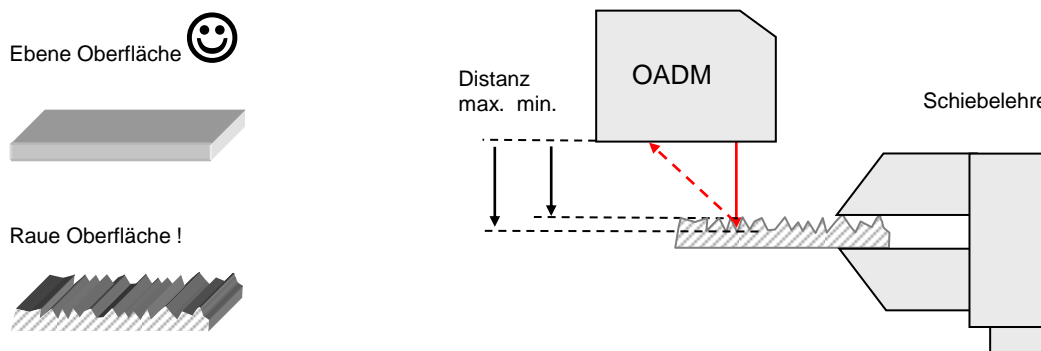 Ebene Oberfläche
Raue Oberfläche !
Distanz
max. min.
OADM
Schiebelehre